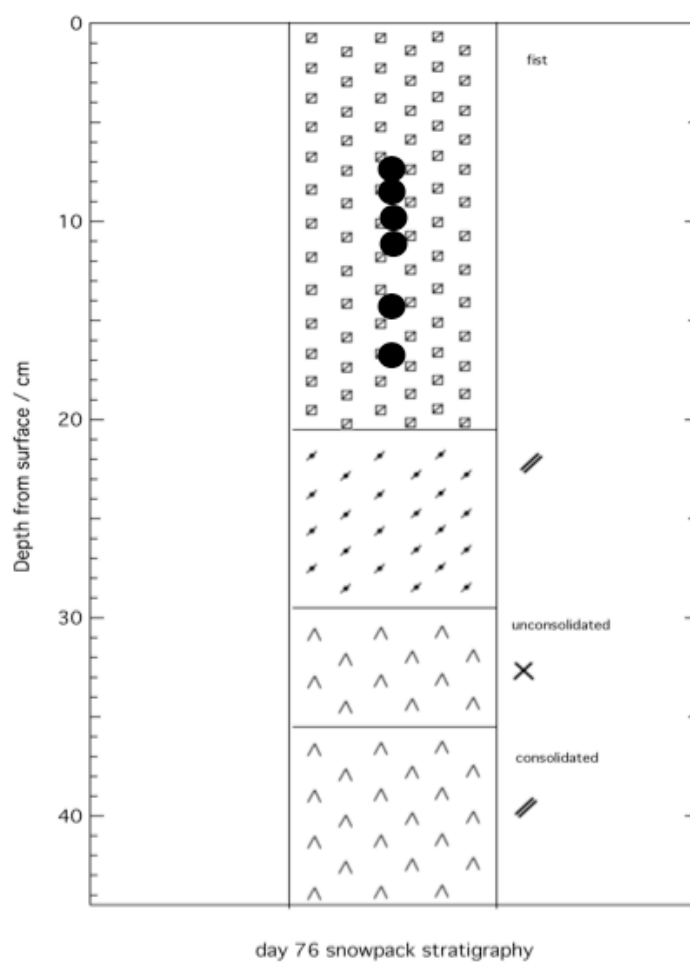 0
fist
10
Depth from surface / cm
20
30
unconsolidated
consolidated
40
day 76 snowpack stratigraphy